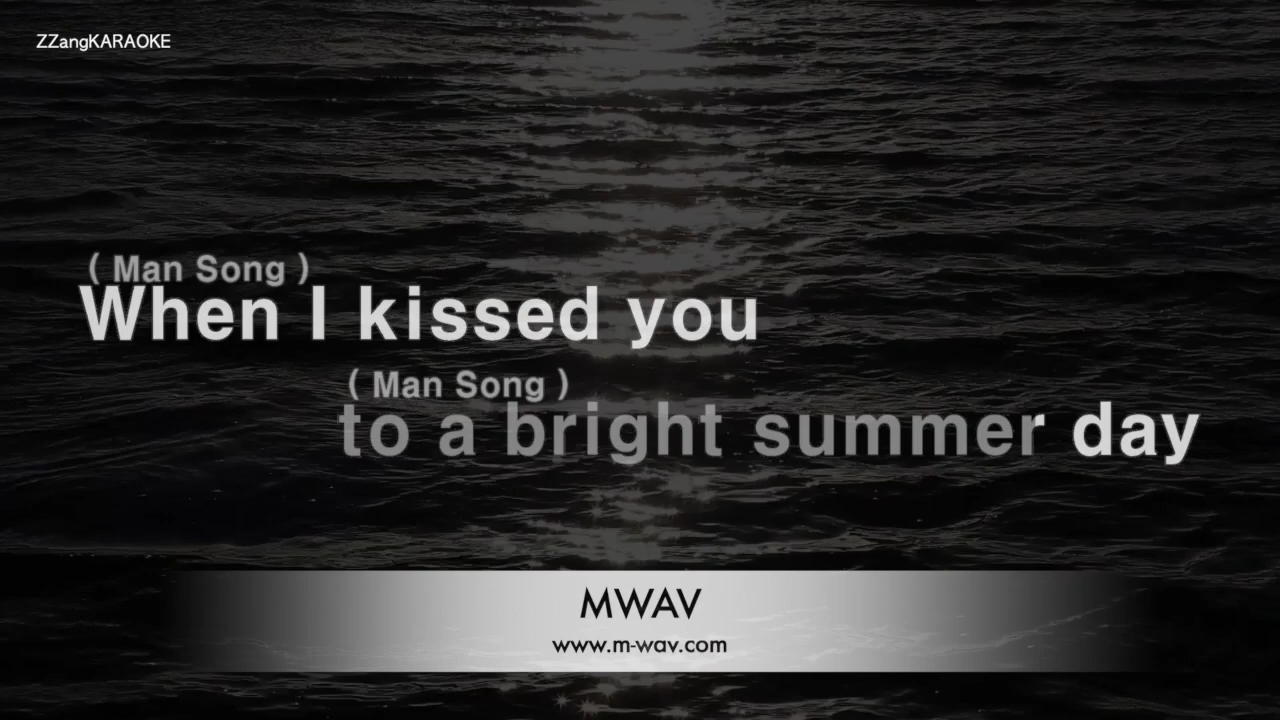 ZZangKARAOKE
( Man Song )
When I kissed you
( Man Song )
to a bright summer day
MWAV
www.m-wav.com